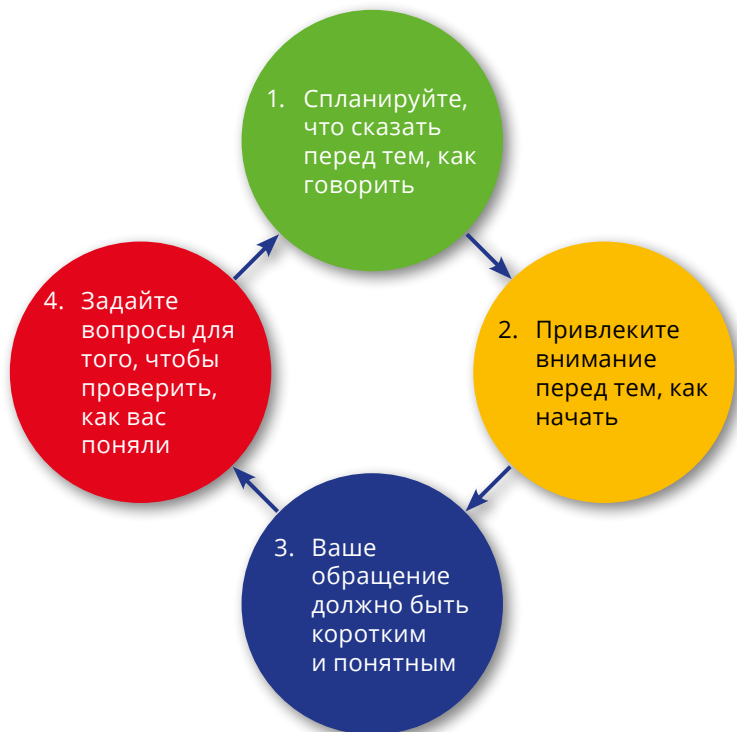 1. Спланируйте,
что сказать
перед тем, как
говорить
2. Привлеките
внимание
перед тем, как
начать
3. Ваше
обращение
должно быть
коротким
и понятным
4. Задайте
вопросы для
того, чтобы
проверить,
как вас
поняли